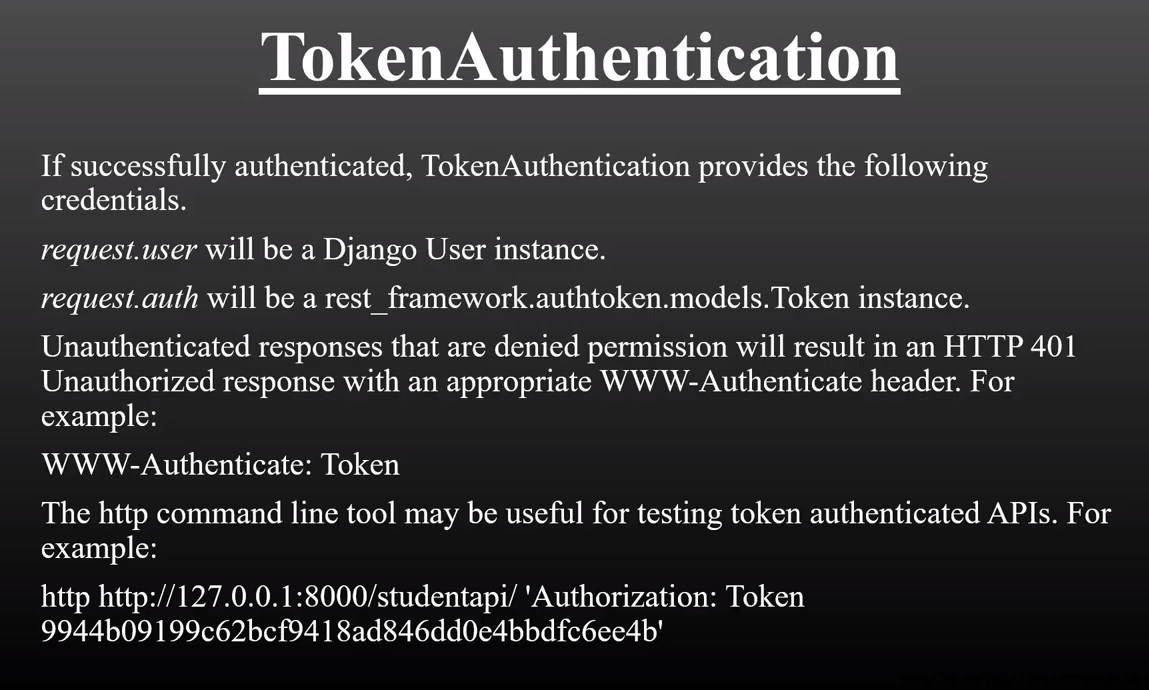 TokenAuthentication
If successfully authenticated, TokenAuthentication provides the following
credentials.
request.user will be a Django User instance.
request.auth will be a rest_framework.authtoken.models.Token instance.
Unauthenticated responses that are denied permission will result in an HTTP 401
Unauthorized response with an appropriate WWW-Authenticate header. For
example:
WWW-Authenticate: Token
The http command line tool may be useful for testing token authenticated APIs. For
example:
http http://127.0.0.1:8000/studentapi/ 'Authorization: Token
9944b09199c62bcf9418ad846dd0e4bbdfc6ee4b'